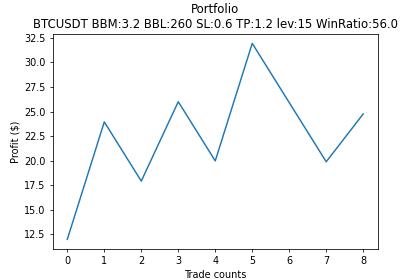 Portfolio
BTCUSDT BBM:3.2 BBL:260 SL:0.6 TP:1.2 lev:15 WinRatio:56.0
32.5
30.0
27.5
25.0
22.5
20.0
17.5
15.0
12.5
Profit ($)
0 1 2 3 4 5 6 7 8
Trade counts